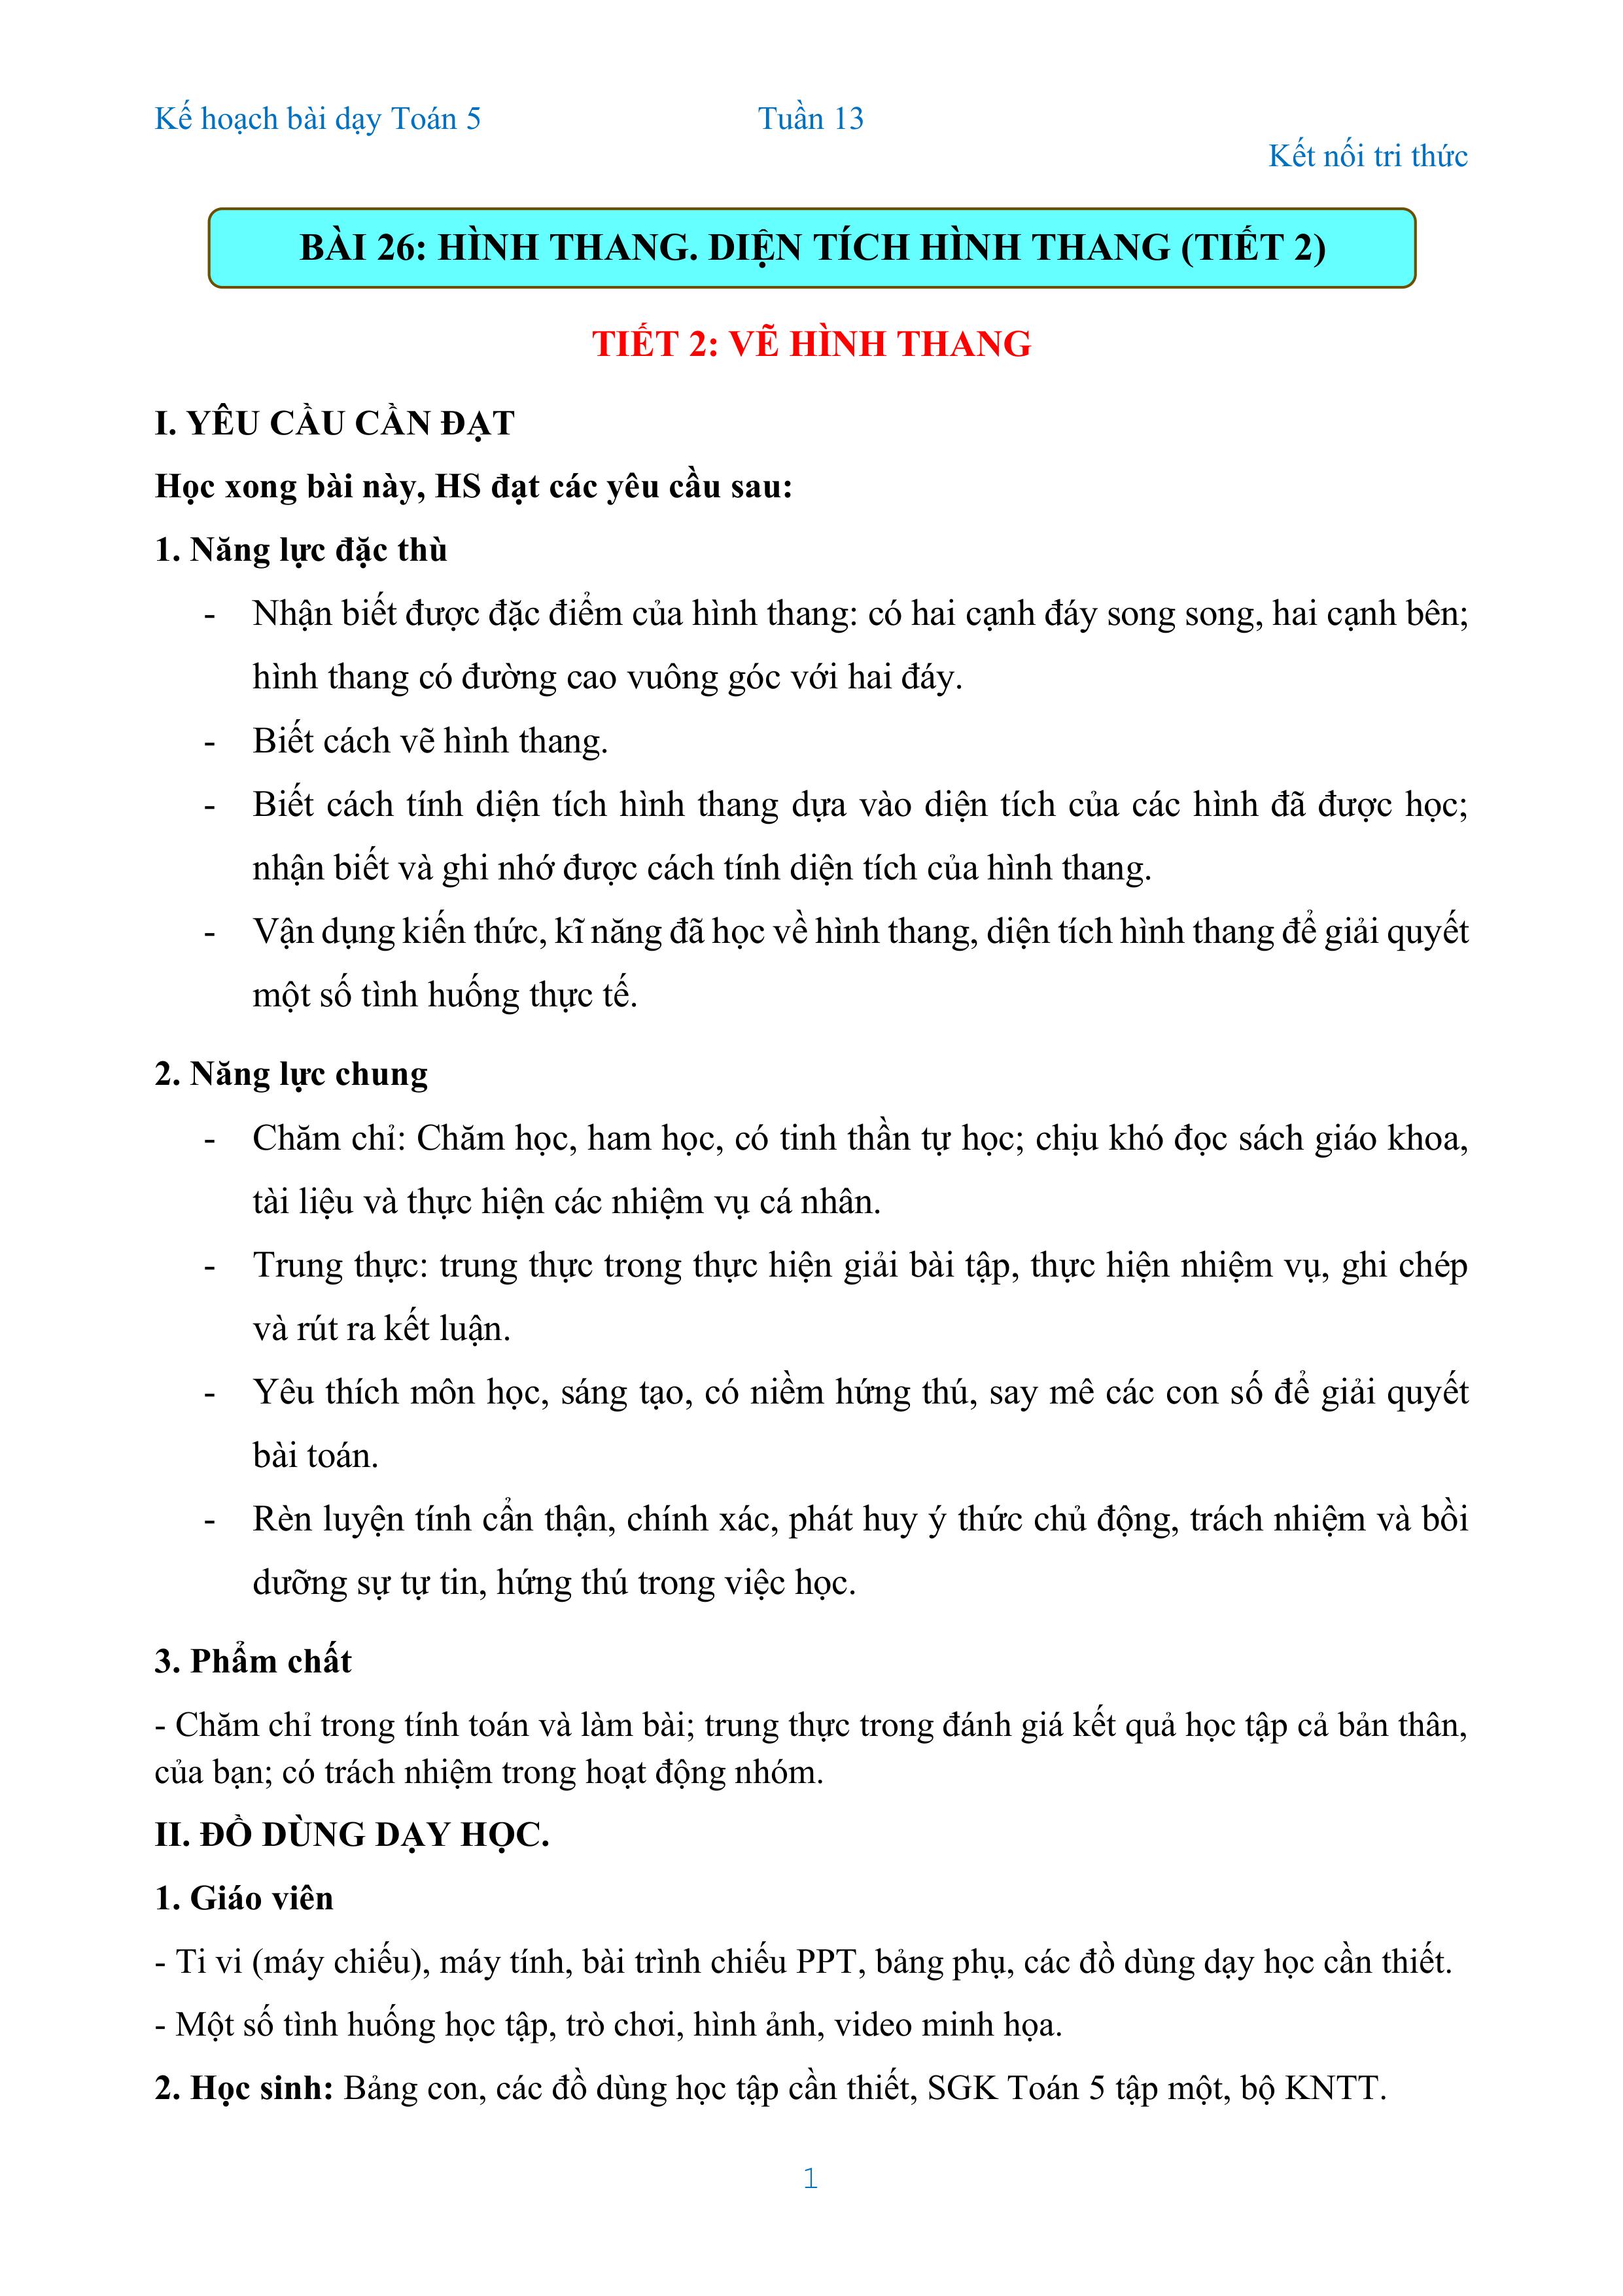 Kế hoạch bài dạy Toán 5 Tuần 13
Kết nối tri thức
BÀI 26: HÌNH THANG. DIỆN TÍCH HÌNH THANG (TIẾT 2)
TIẾT 2: VẼ HÌNH THANG
I. YÊU CẦU CẦN ĐẠT
Học xong bài này, HS đạt các yêu cầu sau:
1. Năng lực đặc thù
- Nhận biết được đặc điểm của hình thang: có hai cạnh đáy song song, hai cạnh bên;
hình thang có đường cao vuông góc với hai đáy.
- Biết cách vẽ hình thang.
- Biết cách tính diện tích hình thang dựa vào diện tích của các hình đã được học;
nhận biết và ghi nhớ được cách tính diện tích của hình thang.
- Vận dụng kiến thức, kĩ năng đã học về hình thang, diện tích hình thang để giải quyết
một số tình huống thực tế.
2. Năng lực chung
- Chăm chỉ: Chăm học, ham học, có tinh thần tự học; chịu khó đọc sách giáo khoa,
tài liệu và thực hiện các nhiệm vụ cá nhân.
- Trung thực: trung thực trong thực hiện giải bài tập, thực hiện nhiệm vụ, ghi chép
và rút ra kết luận.
- Yêu thích môn học, sáng tạo, có niềm hứng thú, say mê các con số để giải quyết
bài toán.
- Rèn luyện tính cẩn thận, chính xác, phát huy ý thức chủ động, trách nhiệm và bồi
dưỡng sự tự tin, hứng thú trong việc học.
3. Phẩm chất
- Chăm chỉ trong tính toán và làm bài; trung thực trong đánh giá kết quả học tập cả bản thân,
của bạn; có trách nhiệm trong hoạt động nhóm.
II. ĐỒ DÙNG DẠY HỌC.
1. Giáo viên
- Ti vi (máy chiếu), máy tính, bài trình chiếu PPT, bảng phụ, các đồ dùng dạy học cần thiết.
- Một số tình huống học tập, trò chơi, hình ảnh, video minh họa.
2. Học sinh: Bảng con, các đồ dùng học tập cần thiết, SGK Toán 5 tập một, bộ KNTT.
1